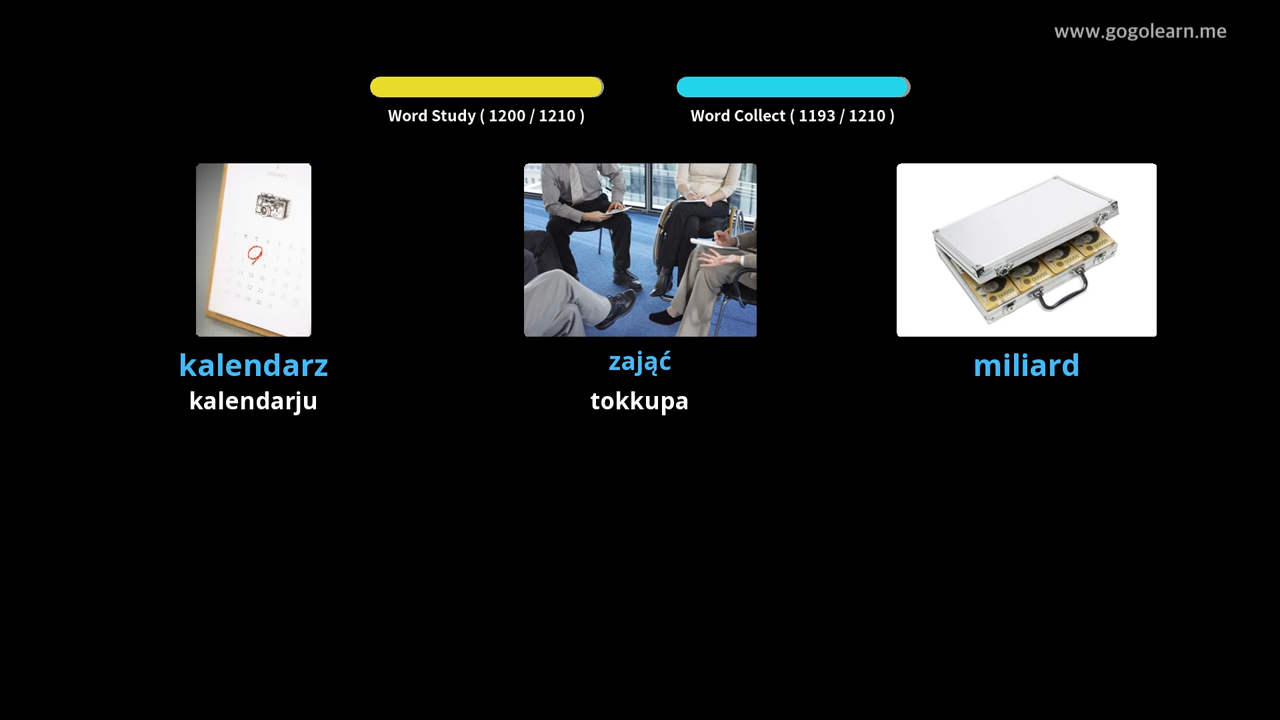 www.gogolearn.me
Word Study ( 1200 / 1210 )
Word Collect ( 1193 / 1210 )
kalendarz
zająć
miliard
kalendarju
tokkupa